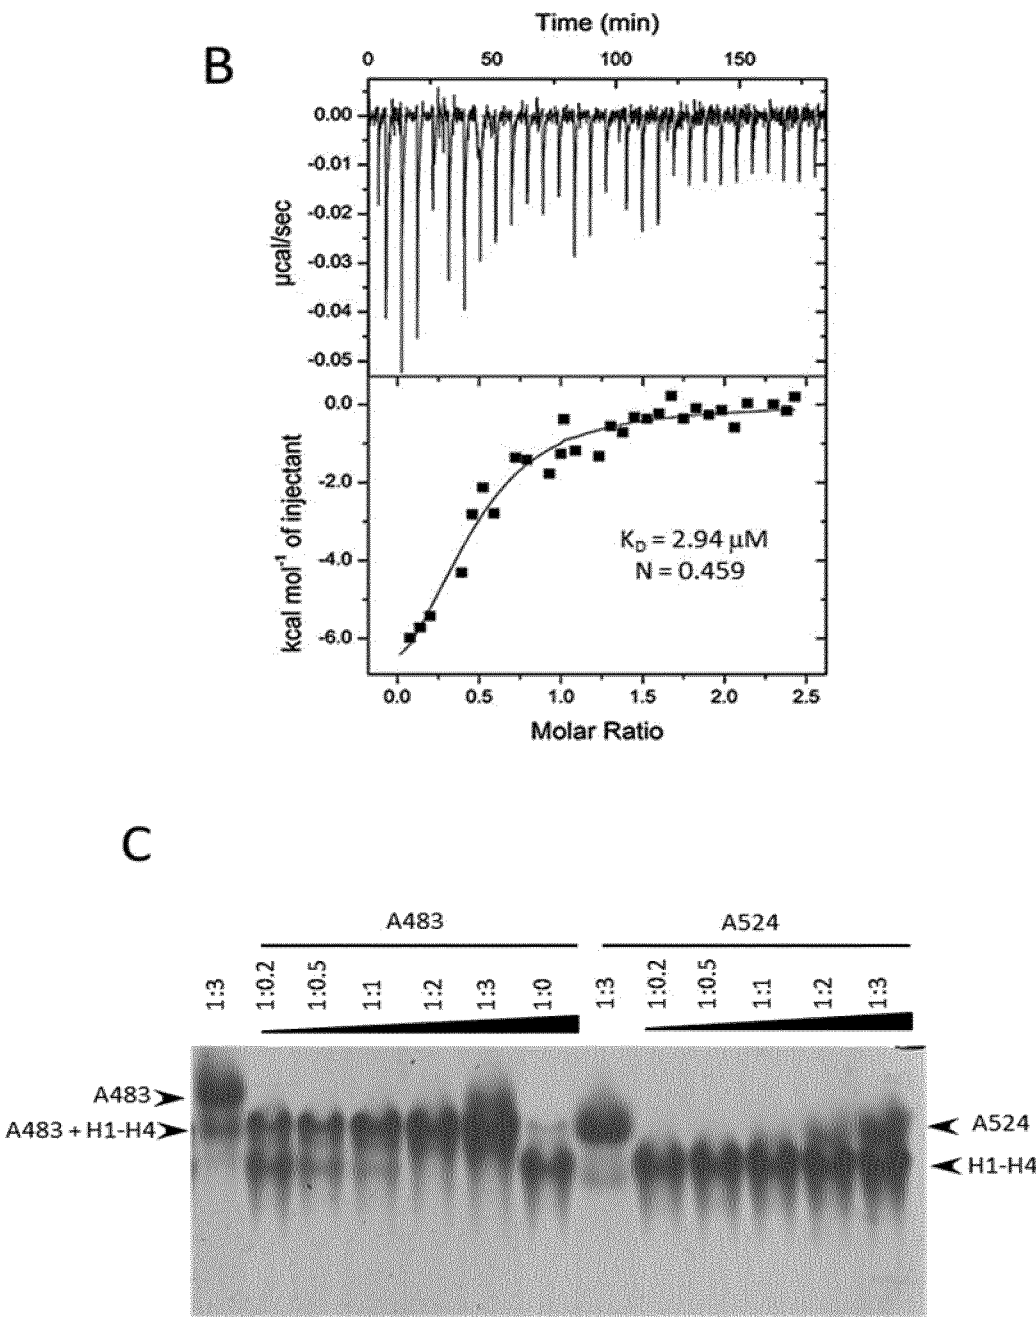 B
Time (min)
0 50 100 150
0.00
-0.01
-0.02
-0.03
-0.04
-0.05
µcal/sec
0.0
-2.0
-4.0
-6.0
kcal mol⁻¹ of injectant
K_D = 2.94 µM
N = 0.459
0.0 0.5 1.0 1.5 2.0 2.5
Molar Ratio
C
A483 A524
1:3 1:0.2 1:0.5 1:1 1:2 1:3 1:0 1:3 1:0.2 1:0.5 1:1 1:2 1:3
A483
A483 + H1-H4
A524
H1-H4